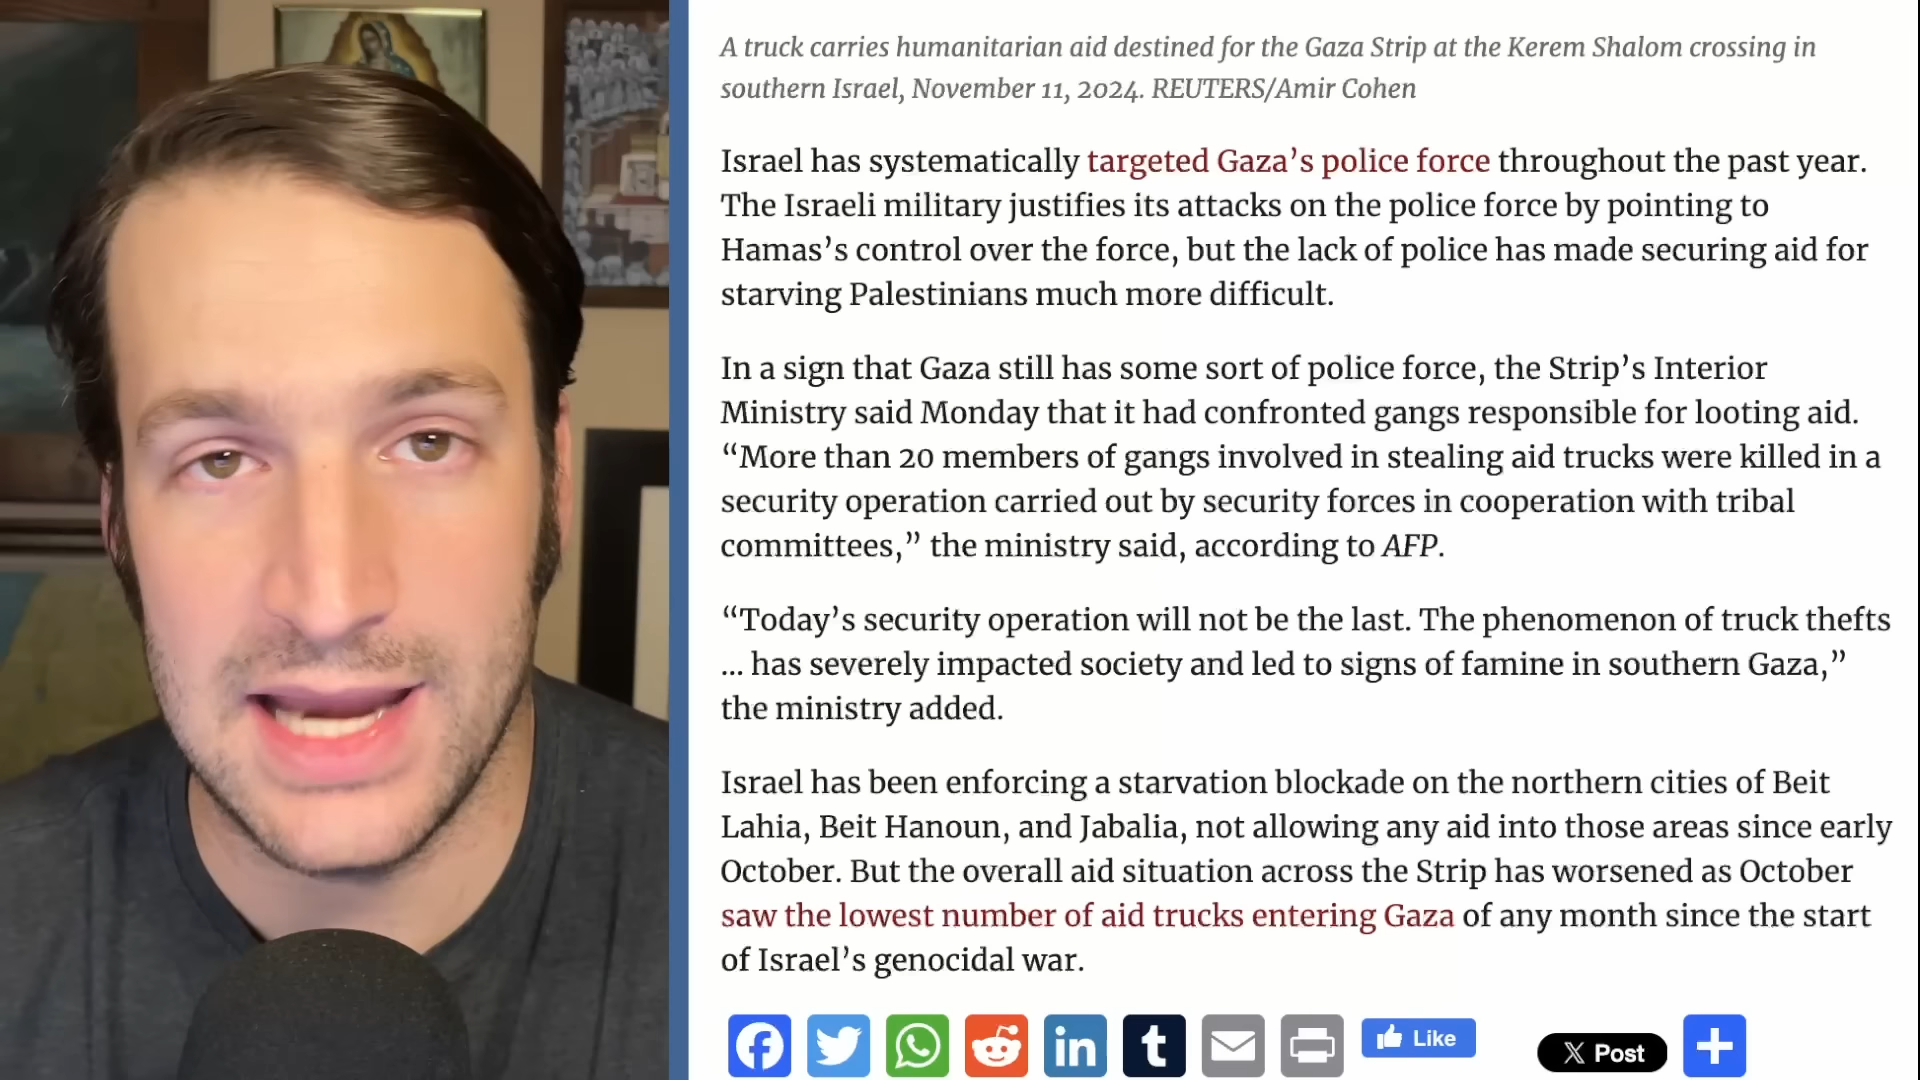 A truck carries humanitarian aid destined for the Gaza Strip at the Kerem Shalom crossing in
southern Israel, November 11, 2024. REUTERS/Amir Cohen
Israel has systematically targeted Gaza’s police force throughout the past year.
The Israeli military justifies its attacks on the police force by pointing to
Hamas’s control over the force, but the lack of police has made securing aid for
starving Palestinians much more difficult.
In a sign that Gaza still has some sort of police force, the Strip’s Interior
Ministry said Monday that it had confronted gangs responsible for looting aid.
“More than 20 members of gangs involved in stealing aid trucks were killed in a
security operation carried out by security forces in cooperation with tribal
committees,” the ministry said, according to AFP.
“Today’s security operation will not be the last. The phenomenon of truck thefts
… has severely impacted society and led to signs of famine in southern Gaza,”
the ministry added.
Israel has been enforcing a starvation blockade on the northern cities of Beit
Lahia, Beit Hanoun, and Jabalia, not allowing any aid into those areas since early
October. But the overall aid situation across the Strip has worsened as October
saw the lowest number of aid trucks entering Gaza of any month since the start
of Israel’s genocidal war.
Like
X Post